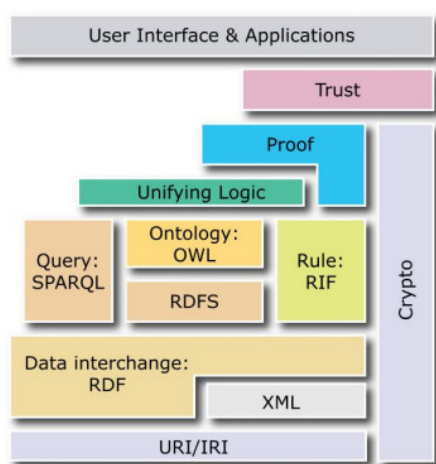 User Interface & Applications
Trust
Proof
Unifying Logic
Query:
SPARQL
Ontology:
OWL
RDFS
Rule:
RIF
Crypto
Data interchange:
RDF
XML
URI/IRI